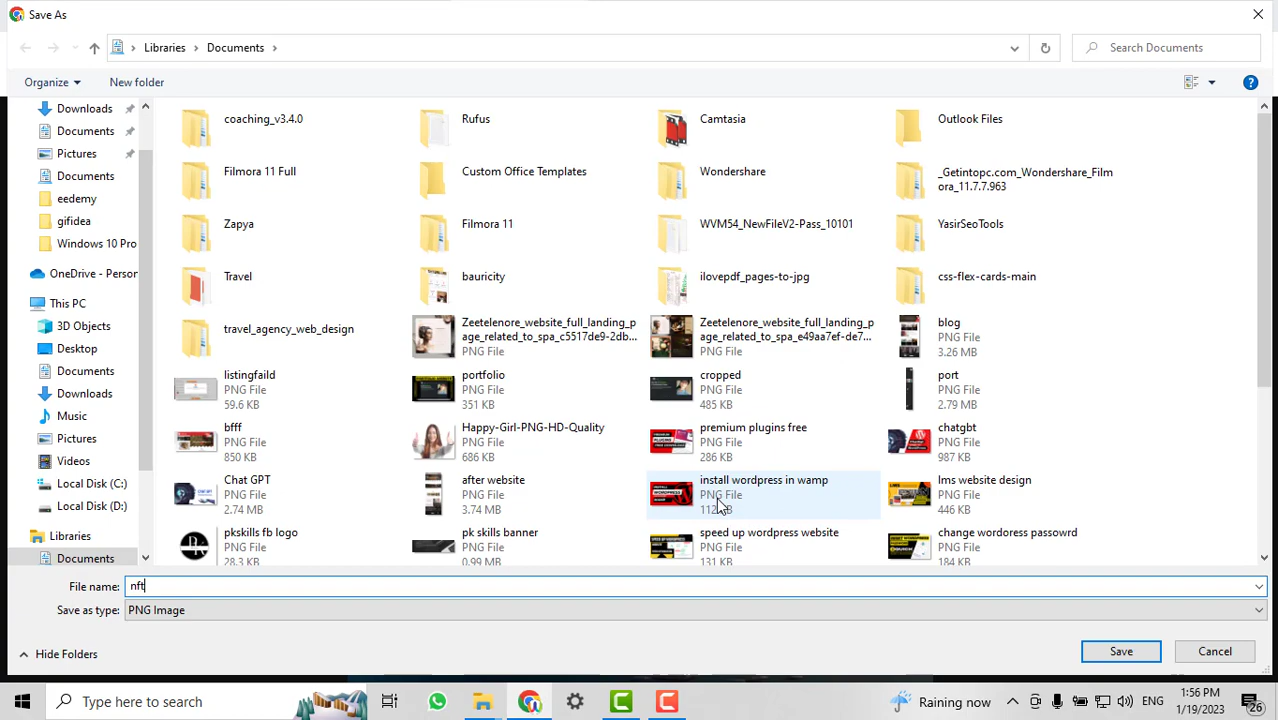 Save As
Libraries
Documents
Search Documents
Organize
New folder
Downloads
Documents
Pictures
Documents
eedemy
gifidea
Windows 10 Pro
OneDrive - Person
This PC
3D Objects
Desktop
Documents
Downloads
Music
Pictures
Videos
Local Disk (C:)
Local Disk (D:)
Libraries
Documents
coaching_v3.4.0
Rufus
Camtasia
Outlook Files
Filmora 11 Full
Custom Office Templates
Wondershare
_Getintopc.com_Wondershare_Filmora_11.7.7.963
Zapya
Filmora 11
WVM54_NewFileV2-Pass_10101
YasirSeoTools
Travel
bauricity
ilovepdf_pages-to-jpg
css-flex-cards-main
travel_agency_web_design
Zeetelenore_website_full_landing_p
age_related_to_spa_c5517de9-2db...
PNG File
Zeetelenore_website_full_landing_p
age_related_to_spa_e49aa7ef-de7...
PNG File
blog
PNG File
3.26 MB
listingfaild
PNG File
59.6 KB
portfolio
PNG File
351 KB
cropped
PNG File
485 KB
port
PNG File
2.79 MB
bfff
PNG File
850 KB
Happy-Girl-PNG-HD-Quality
PNG File
686 KB
premium plugins free
PNG File
286 KB
chatgbt
PNG File
987 KB
Chat GPT
PNG File
2.74 MB
after website
PNG File
3.74 MB
install wordpress in wamp
PNG File
lms website design
PNG File
446 KB
pkskills fb logo
PNG File
28.3 KB
pk skills banner
PNG File
0.99 MB
speed up wordpress website
PNG File
131 KB
change wordoress passowrd
PNG File
184 KB
File name: nft
Save as type: PNG Image
Hide Folders
Save
Cancel
Type here to search
Raining now
ENG
1:56 PM
1/19/2023
26